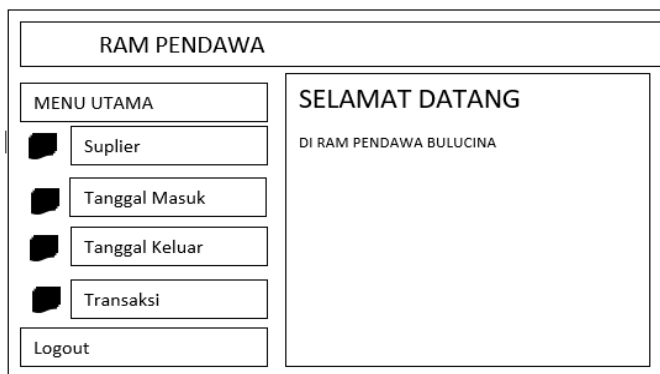 RAM PENDAWA
MENU UTAMA
Suplier
Tanggal Masuk
Tanggal Keluar
Transaksi
Logout
SELAMAT DATANG
DI RAM PENDAWA BULUCINA